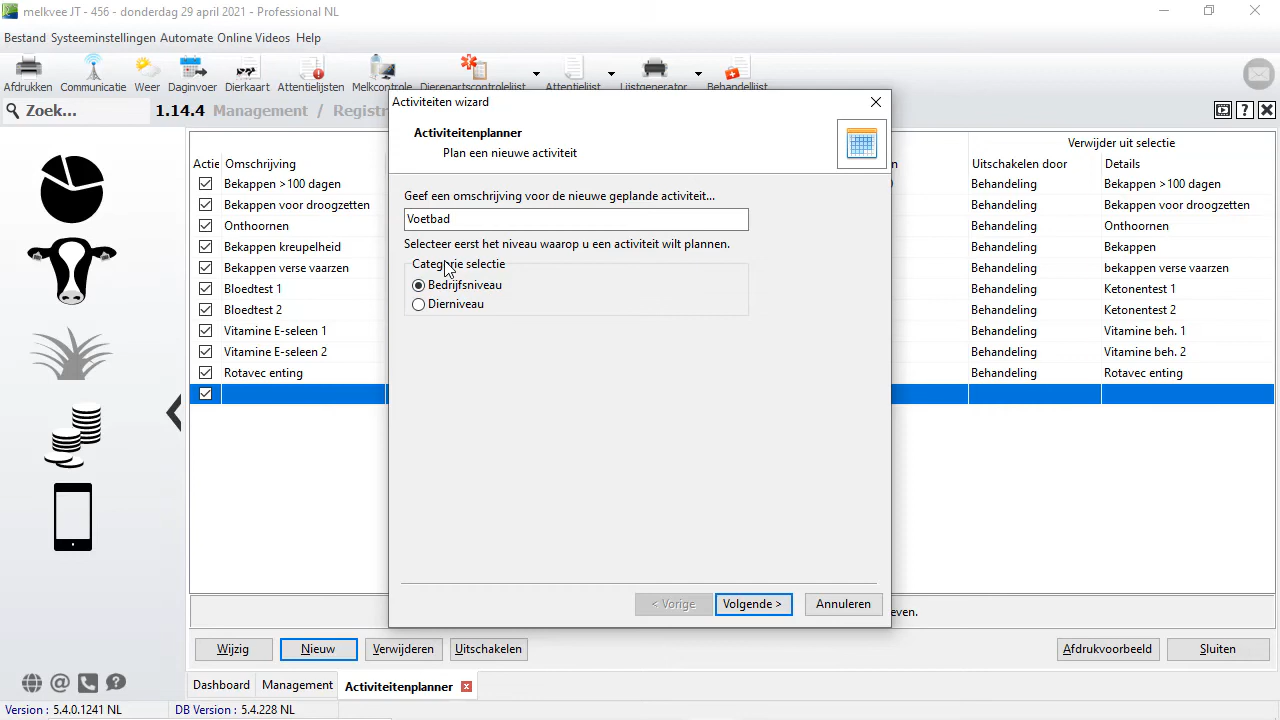 melkvee JT - 456 - donderdag 29 april 2021 - Professional NL
Bestand Systeeminstellingen Automate Online Videos Help
Afdrukken Communicatie Weer Daginvoer Dierkaart Attentielijsten Melkcontrole Dierenartscontrolelijst Attentielijst Lijstgenerator Behandellijst
Zoek... 1.14.4 Management / Registr
Activiteiten wizard
Activiteitenplanner
Plan een nieuwe activiteit
Geef een omschrijving voor de nieuwe geplande activiteit...
Voetbad
Selecteer eerst het niveau waarop u een activiteit wilt plannen.
Categorie selectie
Bedrijfsniveau
Dierniveau
< Vorige Volgende > Annuleren
Verwijder uit selectie
Actie Omschrijving Uitschakelen door Details
Bekappen >100 dagen Behandeling Bekappen >100 dagen
Bekappen voor droogzetten Behandeling Bekappen voor droogzetten
Onthoornen Behandeling Onthoornen
Bekappen kreupelheid Behandeling Bekappen
Bekappen verse vaarzen Behandeling bekappen verse vaarzen
Bloedtest 1 Behandeling Ketonentest 1
Bloedtest 2 Behandeling Ketonentest 2
Vitamine E-seleen 1 Behandeling Vitamine beh. 1
Vitamine E-seleen 2 Behandeling Vitamine beh. 2
Rotavec enting Behandeling Rotavec enting
even.
Wijzig Nieuw Verwijderen Uitschakelen Afdrukvoorbeeld Sluiten
Dashboard Management Activiteitenplanner
Version : 5.4.0.1241 NL DB Version : 5.4.228 NL